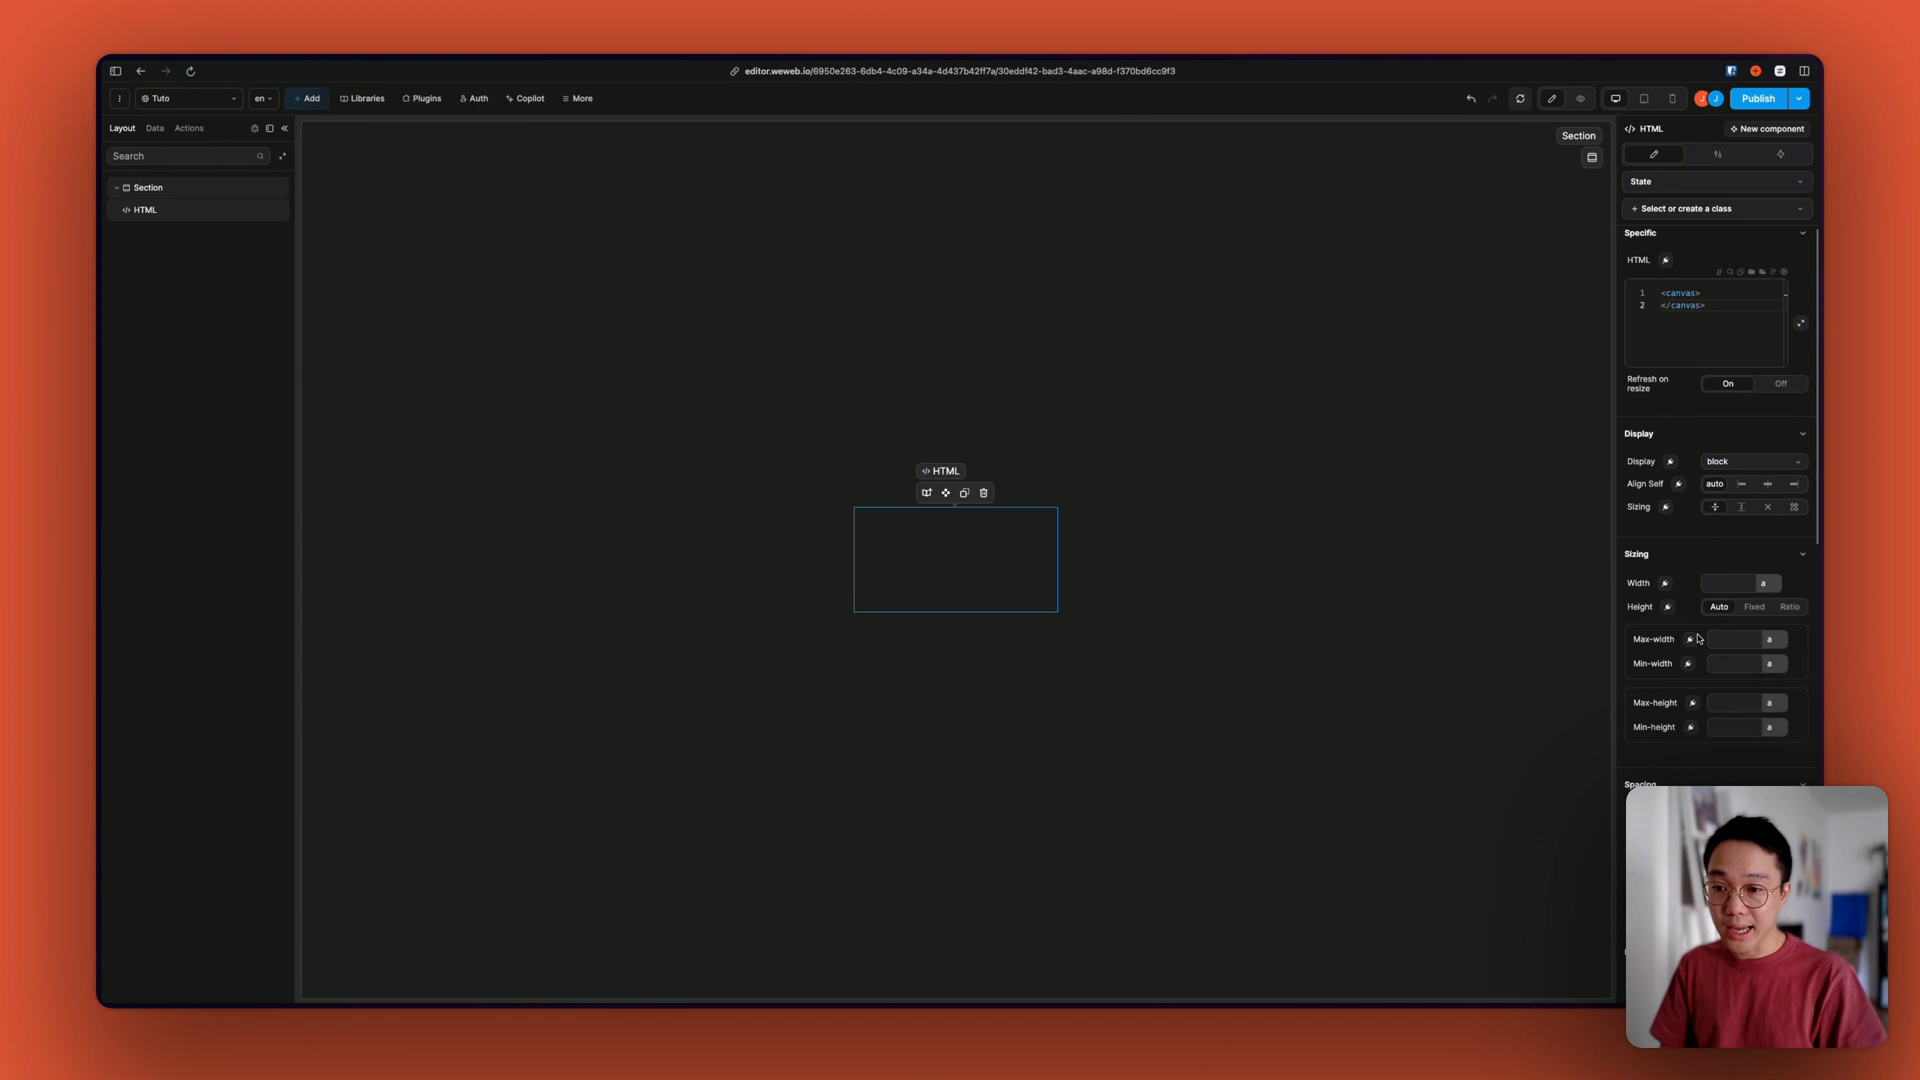 editor.weweb.io/6950e263-6db4-4c09-a34a-4d437b42ff7a/30eddf42-bad3-4aac-a98d-f370bd6cc9f3
Tuto
en
+ Add
Libraries
Plugins
Auth
Copilot
More
J
J
Publish
Layout
Data
Actions
Search
Section
</> HTML
Section
</> HTML
</> HTML
New component
State
+ Select or create a class
Specific
HTML
1 <canvas>
2 </canvas>
Refresh on resize
On
Off
Display
Display
block
Align Self
auto
Sizing
Sizing
Width
a
Height
Auto
Fixed
Ratio
Max-width
a
Min-width
a
Max-height
a
Min-height
a
Spacing